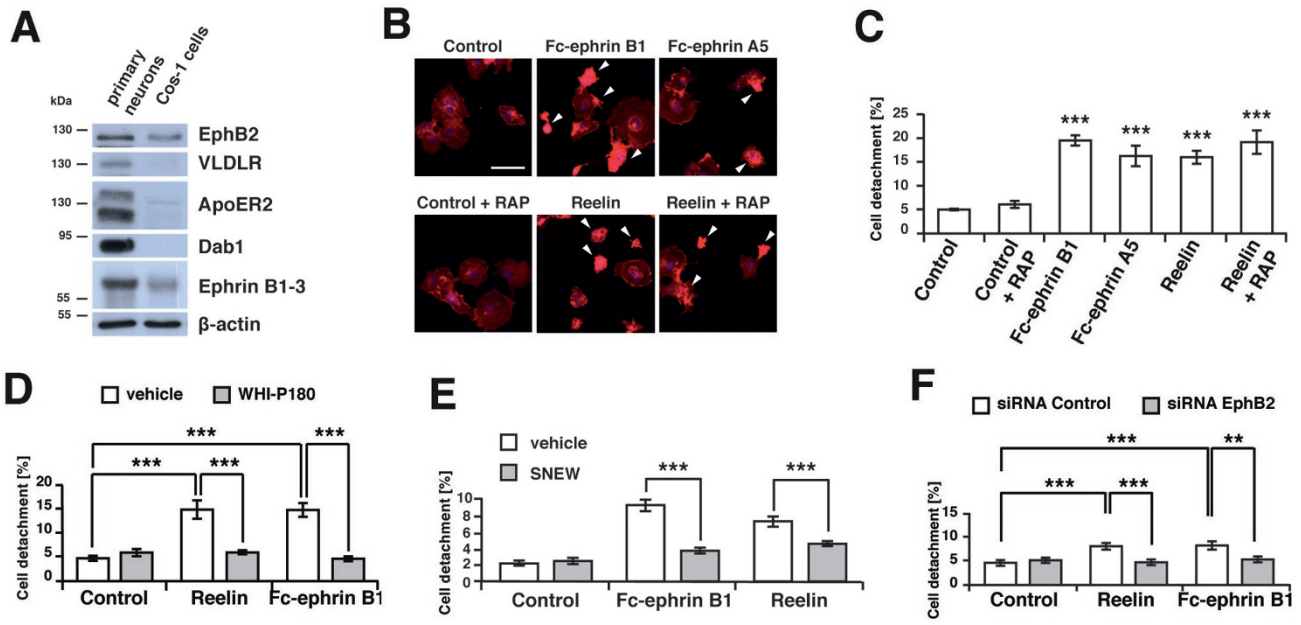 A
primary
neurons
Cos-1 cells
kDa
130
EphB2
130
VLDLR
130
ApoER2
95
Dab1
Ephrin B1-3
55
55
β-actin
B
Control
Fc-ephrin B1
Fc-ephrin A5
Control + RAP
Reelin
Reelin + RAP
C
Cell detachment [%]
25
20
15
10
5
0
***
***
***
***
Control
Control
+ RAP
Fc-ephrin B1
Fc-ephrin A5
Reelin
Reelin
+ RAP
D
vehicle
WHI-P180
Cell detachment [%]
20
15
10
5
0
***
***
***
***
Control
Reelin
Fc-ephrin B1
E
vehicle
SNEW
Cell detachment [%]
10
8
6
4
2
0
***
***
Control
Fc-ephrin B1
Reelin
F
siRNA Control
siRNA EphB2
Cell detachment [%]
15
10
5
0
***
**
***
***
Control
Reelin
Fc-ephrin B1